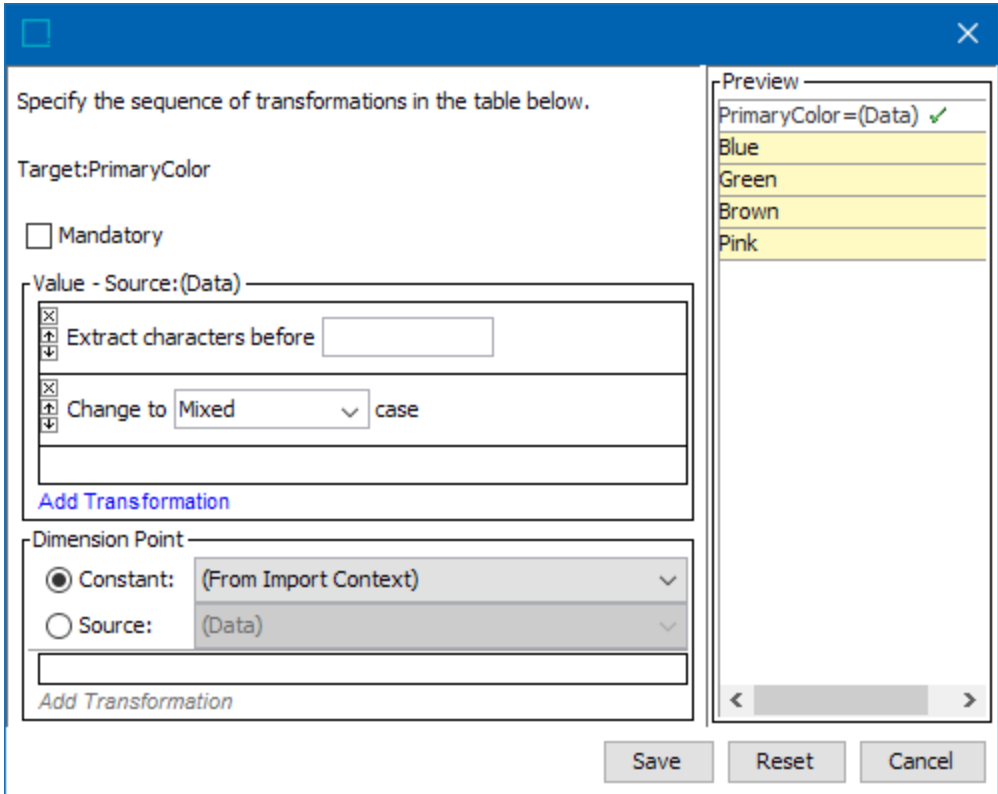 Specify the sequence of transformations in the table below.
Target:PrimaryColor
Mandatory
Value - Source:(Data)
Extract characters before
Change to Mixed case
Add Transformation
Dimension Point
Constant: (From Import Context)
Source: (Data)
Add Transformation
Preview
PrimaryColor=(Data)
Blue
Green
Brown
Pink
Save Reset Cancel